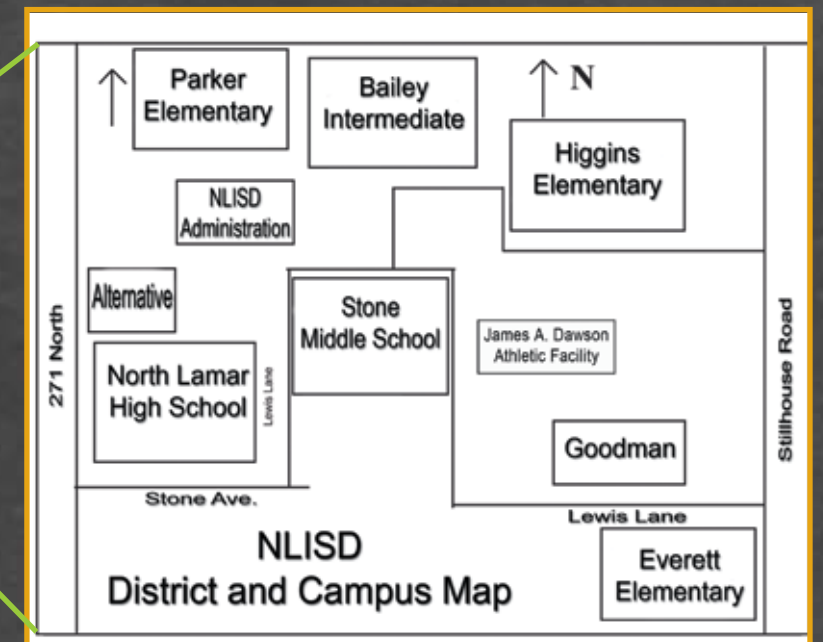 Parker
Elementary
Bailey
Intermediate
N
Higgins
Elementary
NLISD
Administration
Alternative
Stone
Middle School
James A. Dawson
Athletic Facility
271 North
North Lamar
High School
Lewis Lane
Stillhouse Road
Goodman
Stone Ave.
Lewis Lane
NLISD
District and Campus Map
Everett
Elementary